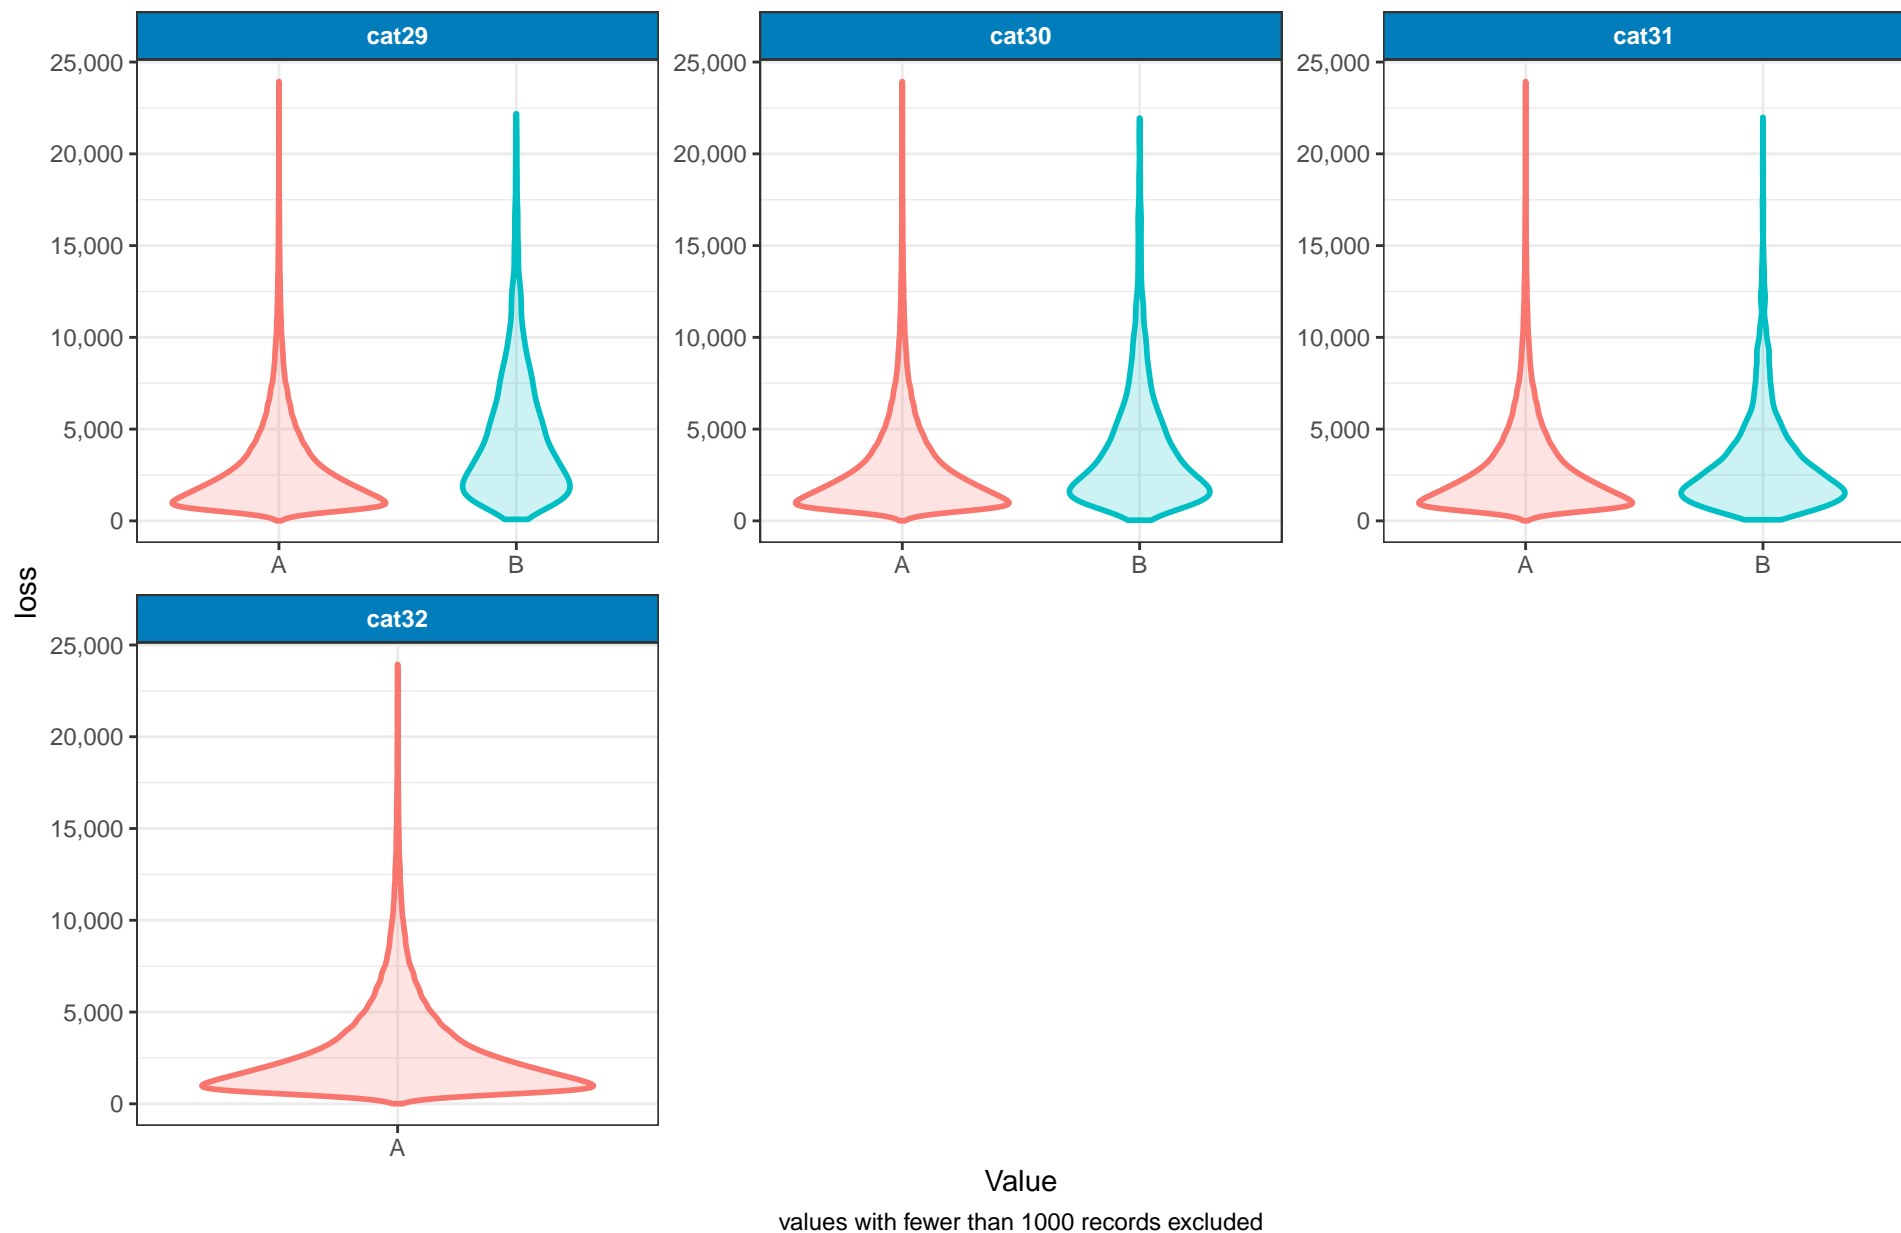 cat29 cat30 cat31
25,000 25,000 25,000
20,000 20,000 20,000
15,000 15,000 15,000
10,000 10,000 10,000
5,000 5,000 5,000
0 0 0
A B A B A B
loss
cat32
25,000
20,000
15,000
10,000
5,000
0
A
Value
values with fewer than 1000 records excluded